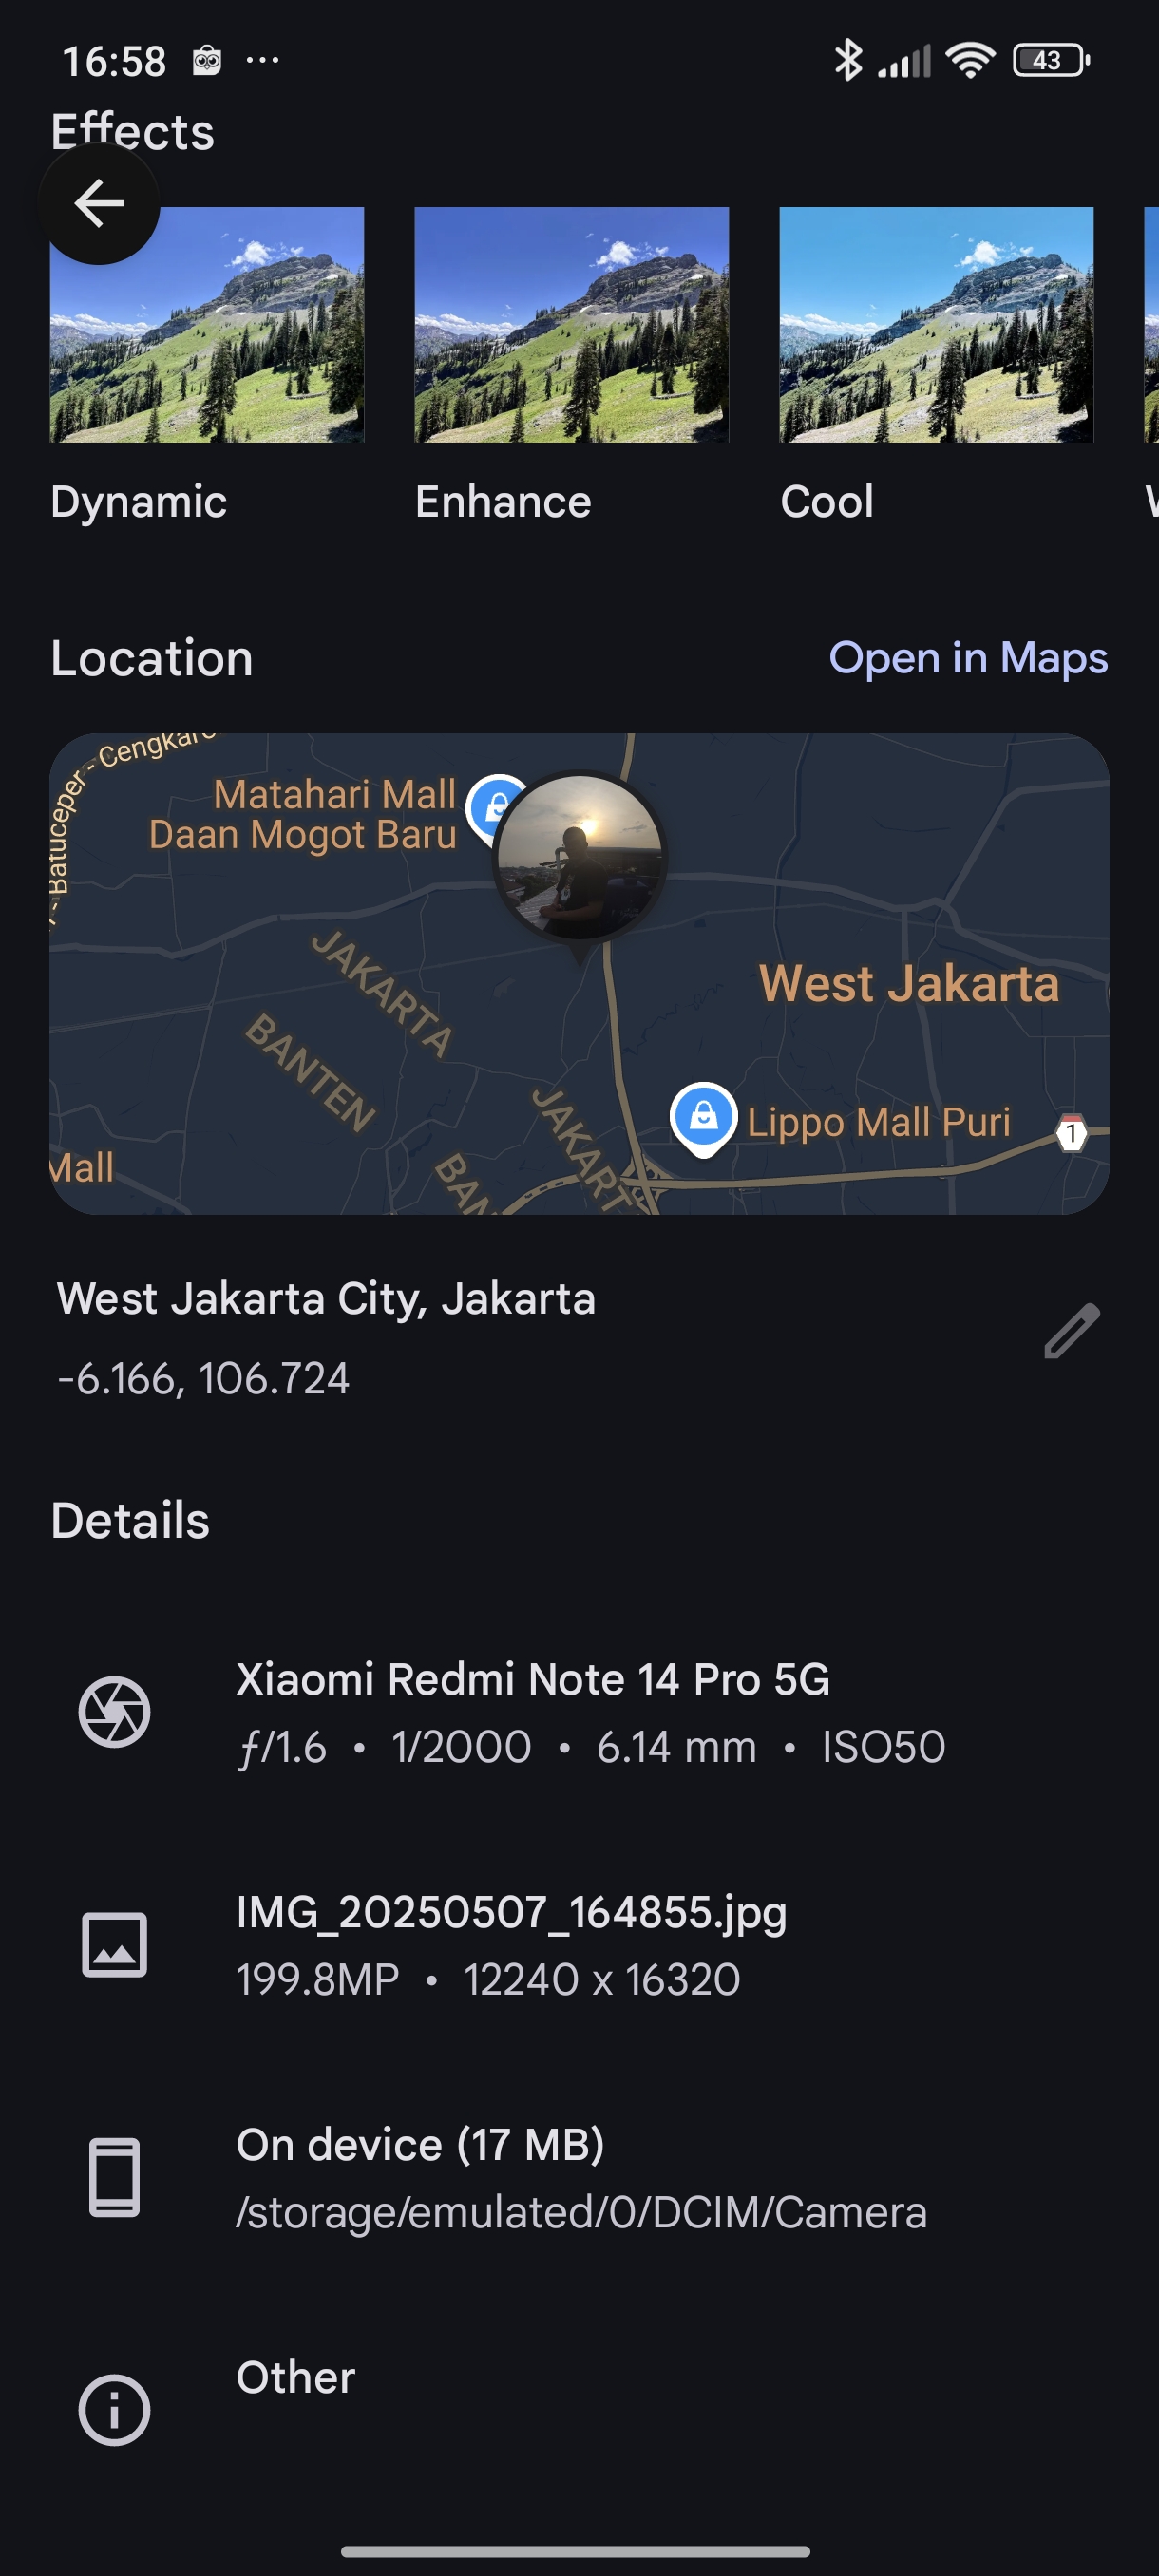 16:58
43
Effects
Dynamic
Enhance
Cool
Location
Open in Maps
Batuceper - Cengkare
Matahari Mall
Daan Mogot Baru
JAKARTA
BANTEN
West Jakarta
JAKART
BAN
Lippo Mall Puri
1
Mall
West Jakarta City, Jakarta
-6.166, 106.724
Details
Xiaomi Redmi Note 14 Pro 5G
ƒ/1.6 • 1/2000 • 6.14 mm • ISO50
IMG_20250507_164855.jpg
199.8MP • 12240 x 16320
On device (17 MB)
/storage/emulated/0/DCIM/Camera
Other